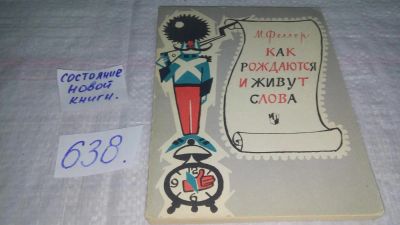 СОСТОЯНИЕ
НОВОЙ
КНИГИ.
638.
М. Феллер
КАК
РОЖДАЮТСЯ
И ЖИВУТ
СЛОВА